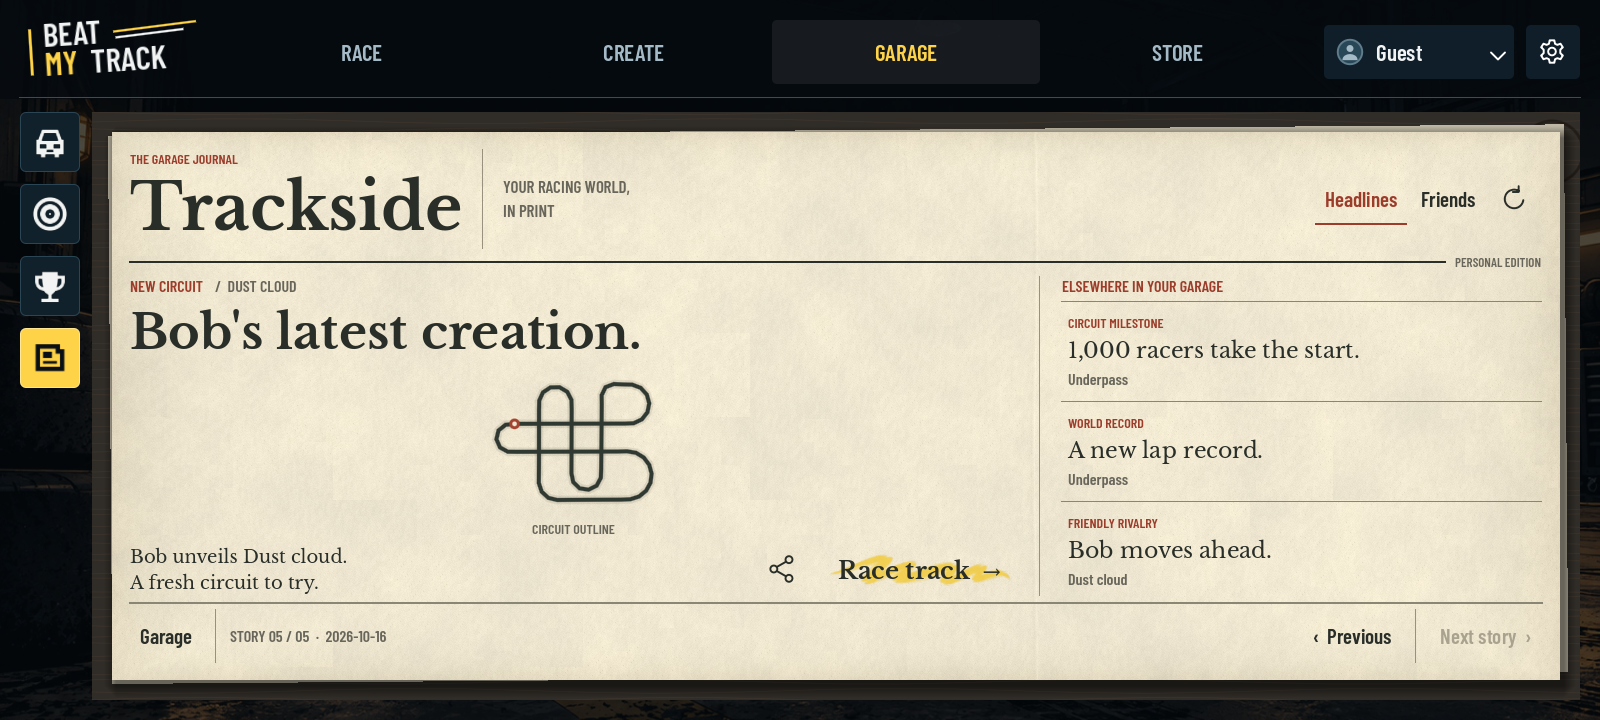 BEAT
MY TRACK
RACE
CREATE
GARAGE
STORE
Guest
THE GARAGE JOURNAL
Trackside
YOUR RACING WORLD,
IN PRINT
Headlines
Friends
PERSONAL EDITION
NEW CIRCUIT / DUST CLOUD
Bob's latest creation.
CIRCUIT OUTLINE
Bob unveils Dust cloud.
A fresh circuit to try.
Race track →
ELSEWHERE IN YOUR GARAGE
CIRCUIT MILESTONE
1,000 racers take the start.
Underpass
WORLD RECORD
A new lap record.
Underpass
FRIENDLY RIVALRY
Bob moves ahead.
Dust cloud
Garage
STORY 05 / 05 · 2026-10-16
‹ Previous
Next story ›